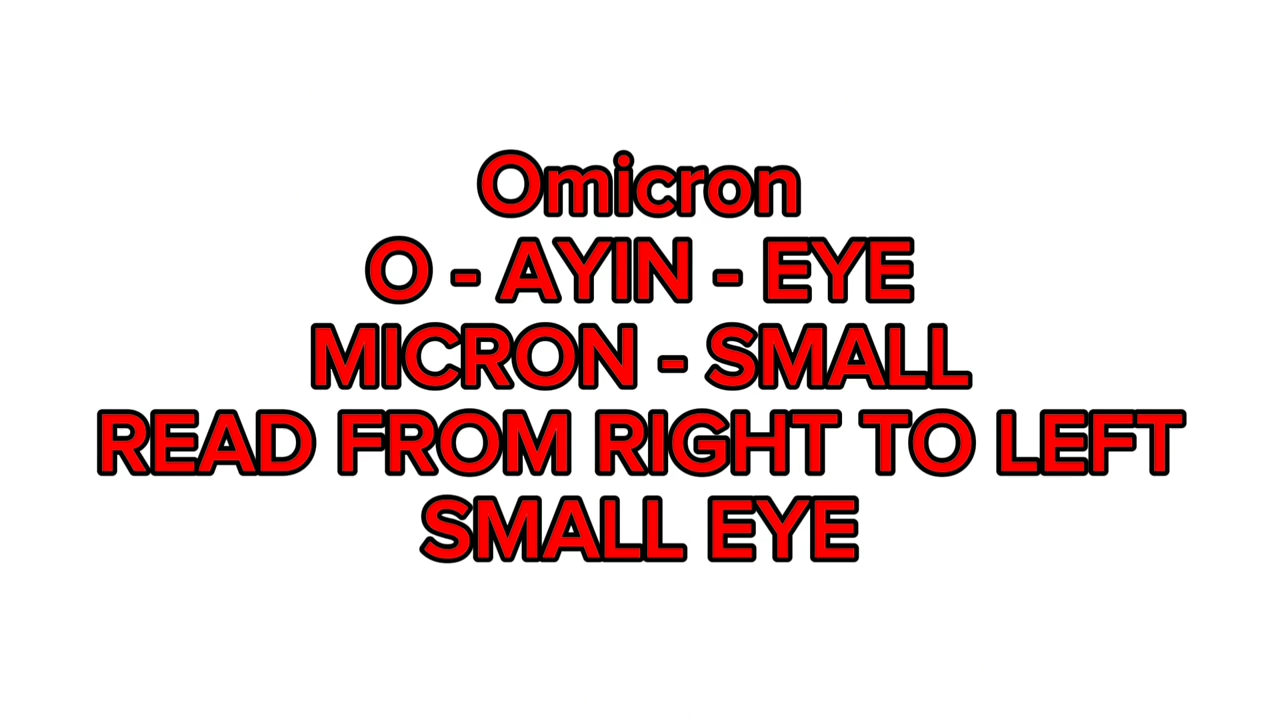 Omicron
O - AYIN - EYE
MICRON - SMALL
READ FROM RIGHT TO LEFT
SMALL EYE